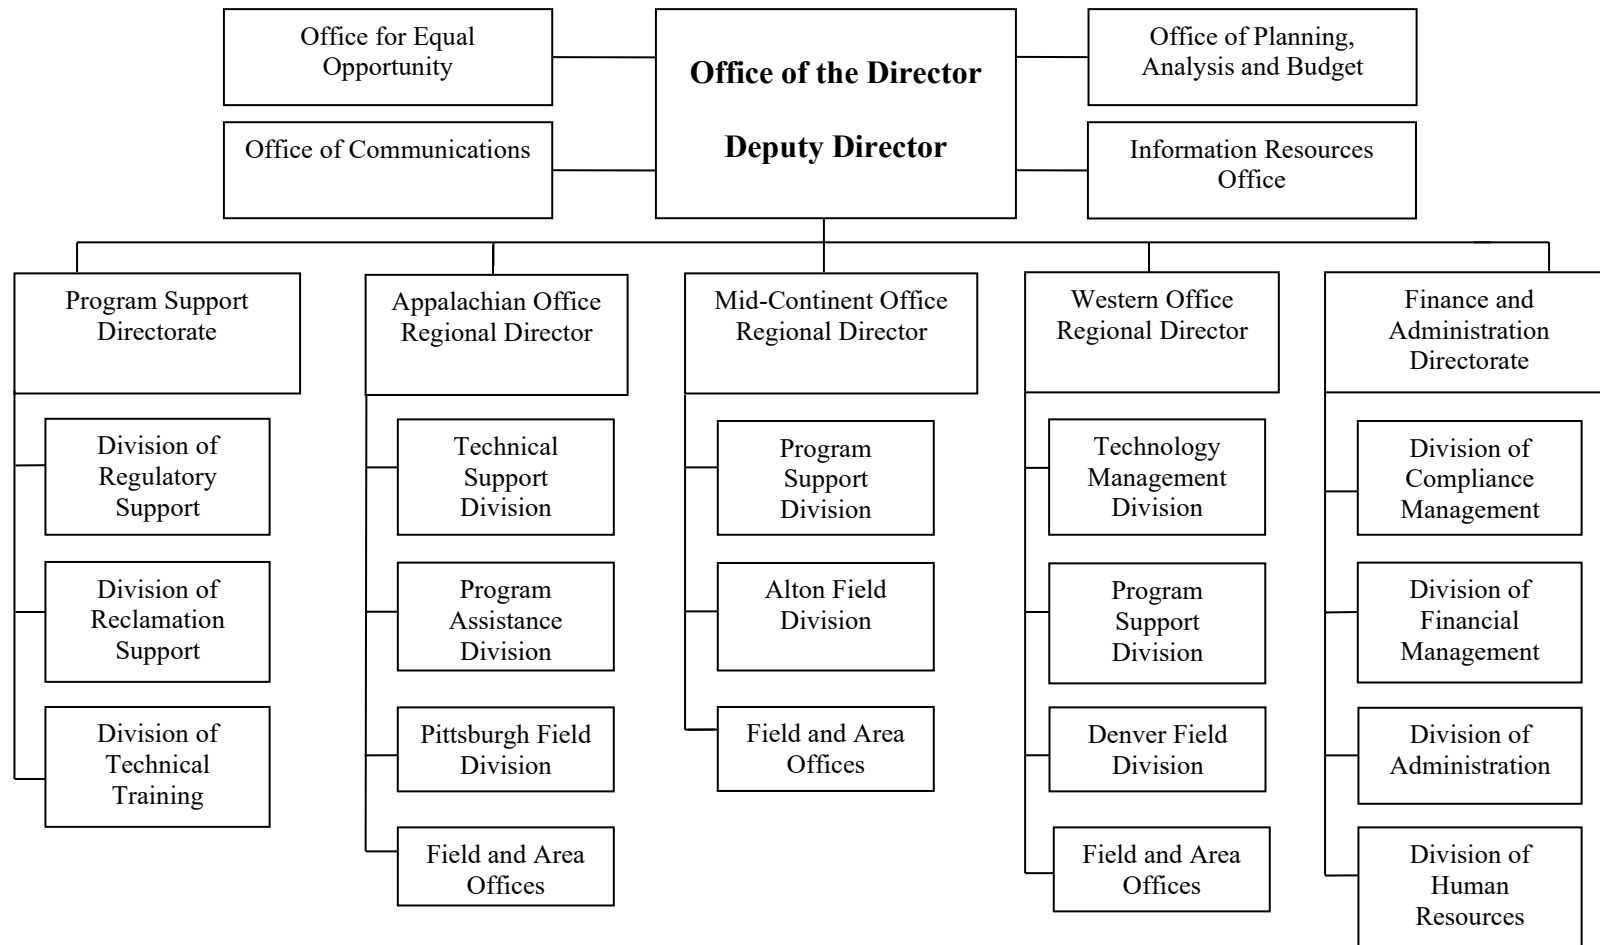 Office for Equal
Opportunity
Office of Communications
Office of the Director
Deputy Director
Office of Planning,
Analysis and Budget
Information Resources
Office
Program Support
Directorate
Division of
Regulatory
Support
Division of
Reclamation
Support
Division of
Technical
Training
Appalachian Office
Regional Director
Technical
Support
Division
Program
Assistance
Division
Pittsburgh Field
Division
Field and Area
Offices
Mid-Continent Office
Regional Director
Program
Support
Division
Alton Field
Division
Field and Area
Offices
Western Office
Regional Director
Technology
Management
Division
Program
Support
Division
Denver Field
Division
Field and Area
Offices
Finance and
Administration
Directorate
Division of
Compliance
Management
Division of
Financial
Management
Division of
Administration
Division of
Human
Resources